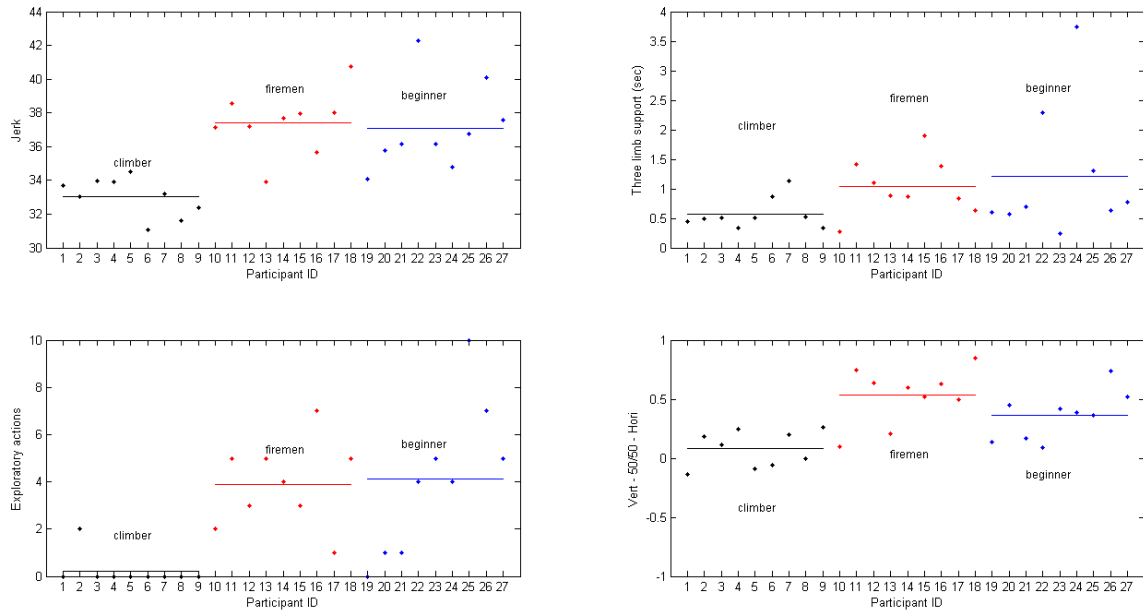 44
42
40
38
36
34
32
30
Jerk
climber
firemen
beginner
1 2 3 4 5 6 7 8 9 10 11 12 13 14 15 16 17 18 19 20 21 22 23 24 25 26 27
Participant ID
4
3.5
3
2.5
2
1.5
1
0.5
0
Three limb support (sec)
climber
firemen
beginner
1 2 3 4 5 6 7 8 9 10 11 12 13 14 15 16 17 18 19 20 21 22 23 24 25 26 27
Participant ID
10
8
6
4
2
0
Exploratory actions
climber
firemen
beginner
1 2 3 4 5 6 7 8 9 10 11 12 13 14 15 16 17 18 19 20 21 22 23 24 25 26 27
Participant ID
1
0.5
0
-0.5
-1
Vert - 50/50 - Hori
climber
firemen
beginner
1 2 3 4 5 6 7 8 9 10 11 12 13 14 15 16 17 18 19 20 21 22 23 24 25 26 27
Participant ID